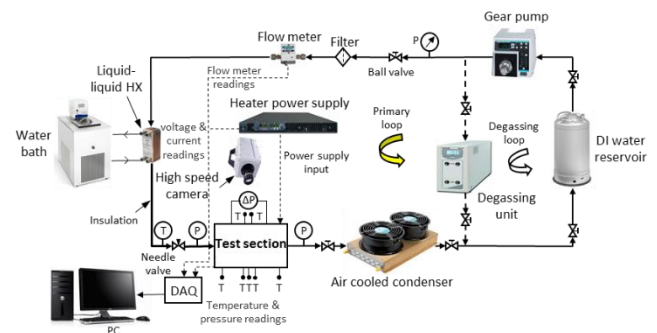 Gear pump
Flow meter
Filter
P
Ball valve
Liquid-
liquid HX
Flow meter
readings
Heater power supply
Primary
loop
Degassing
loop
DI water
reservoir
Water
bath
voltage &
current
readings
High speed
camera
Power supply
input
Degassing
unit
Insulation
ΔP
T
T
T
T
P
Test section
P
Needle
valve
Air cooled condenser
DAQ
T
TTT
T
Temperature &
pressure readings
PC